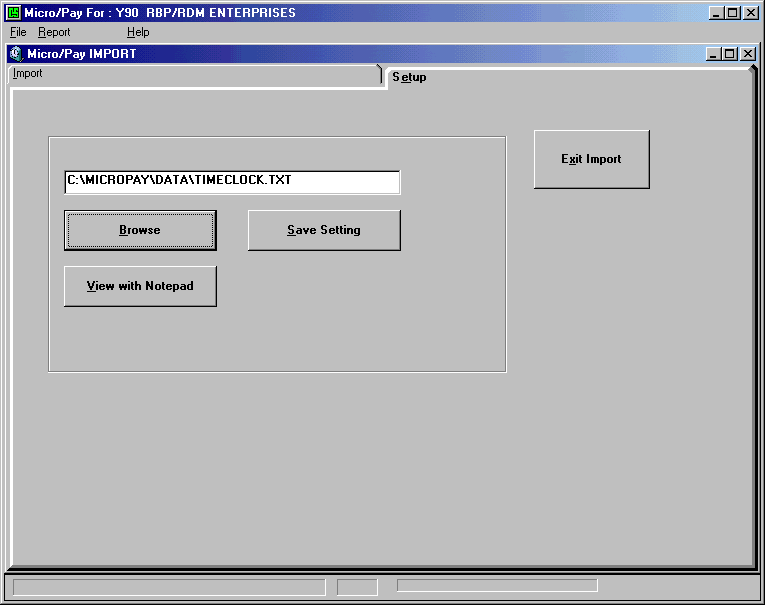 Micro/Pay For : Y90 RBP/RDM ENTERPRISES
File Report Help
Micro/Pay IMPORT
Import Setup
C:\MICROPAY\DATA\TIMECLOCK.TXT
Exit Import
Browse Save Setting
View with Notepad